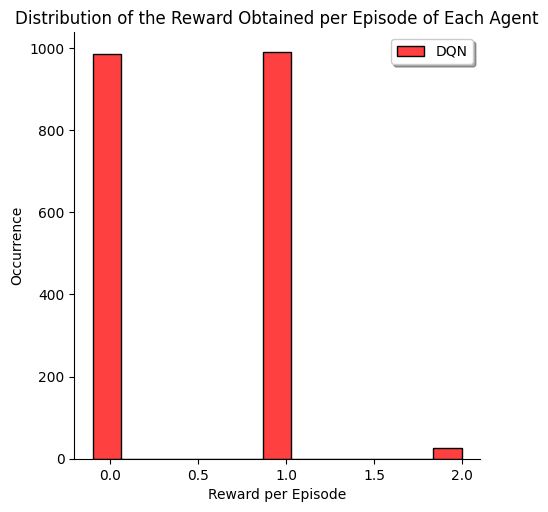 Distribution of the Reward Obtained per Episode of Each Agent
DQN
1000
800
600
400
200
0
Occurrence
0.0 0.5 1.0 1.5 2.0
Reward per Episode